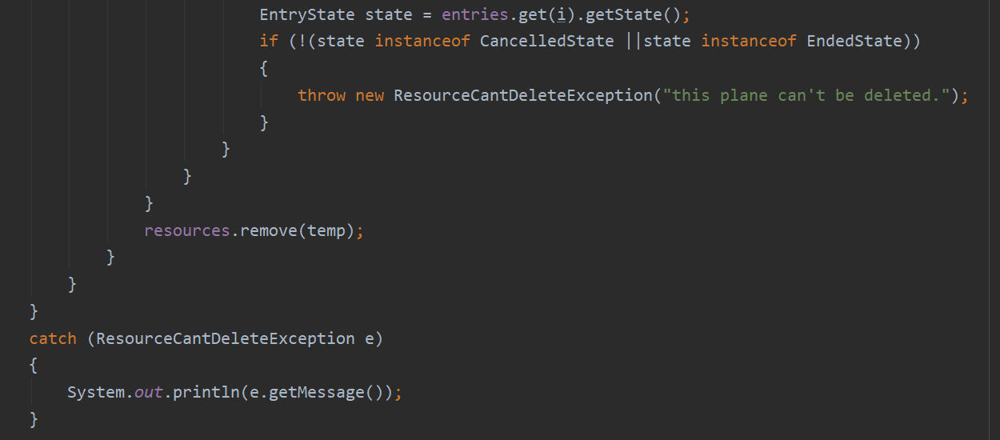 EntryState state = entries.get(i).getState();
if (!(state instanceof CancelledState ||state instanceof EndedState))
{
throw new ResourceCantDeleteException("this plane can't be deleted.");
}
}
}
}
resources.remove(temp);
}
}
}
catch (ResourceCantDeleteException e)
{
System.out.println(e.getMessage());
}